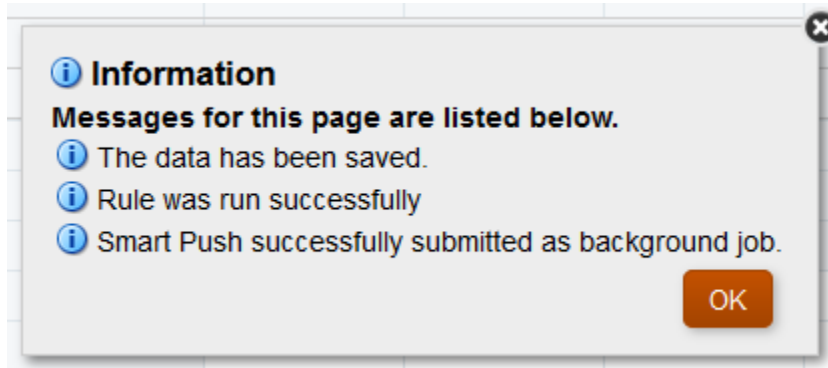 Information
Messages for this page are listed below.
The data has been saved.
Rule was run successfully
Smart Push successfully submitted as background job.
OK